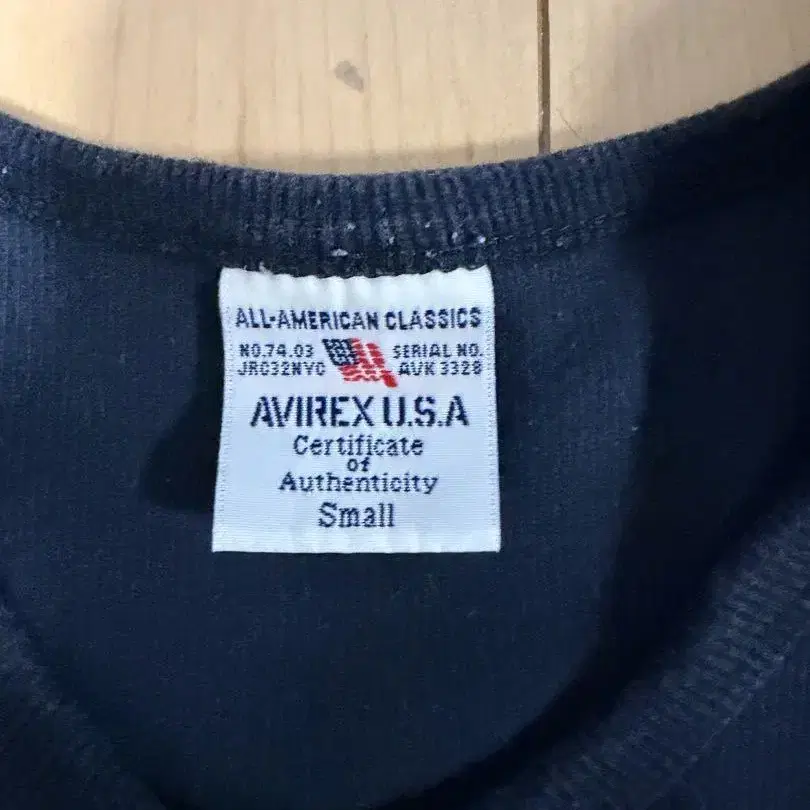 ALL-AMERICAN CLASSICS
NO.74.03 SERIAL NO.
JRC32NYC AVK 3328
AVIREX U.S.A
Certificate
of
Authenticity
Small